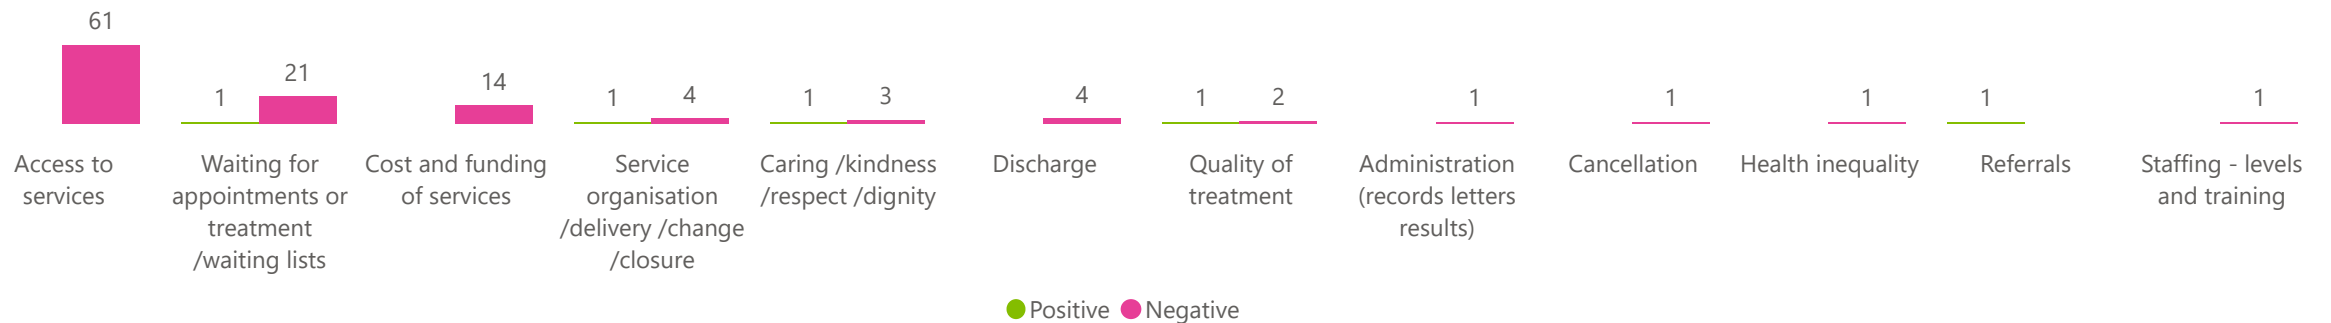 61
1
21
14
1
4
1
3
4
1
2
1
1
1
1
1
Access to
services
Waiting for
appointments or
treatment
/waiting lists
Cost and funding
of services
Service
organisation
/delivery /change
/closure
Caring /kindness
/respect /dignity
Discharge
Quality of
treatment
Administration
(records letters
results)
Cancellation
Health inequality
Referrals
Staffing - levels
and training
Positive
Negative